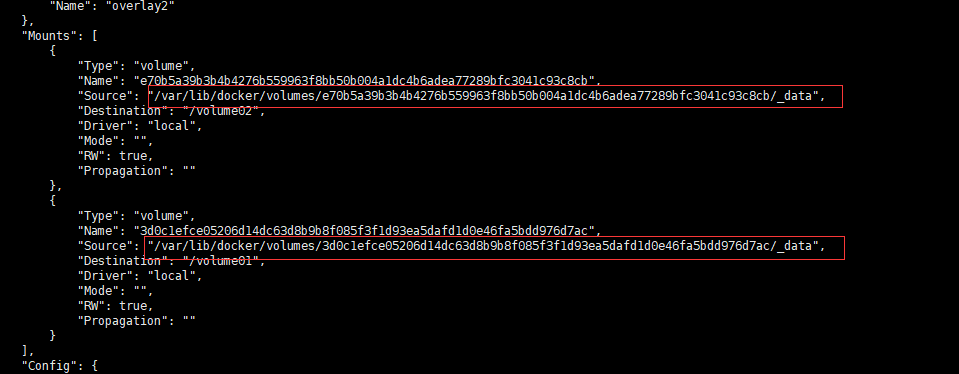 "Name": "overlay2"
},
"Mounts": [
{
"Type": "volume",
"Name": "e70b5a39b3b4b4276b559963f8bb50b004a1dc4b6adea77289bfc3041c93c8cb",
"Source": "/var/lib/docker/volumes/e70b5a39b3b4b4276b559963f8bb50b004a1dc4b6adea77289bfc3041c93c8cb/_data",
"Destination": "/volume02",
"Driver": "local",
"Mode": "",
"RW": true,
"Propagation": ""
},
{
"Type": "volume",
"Name": "3d0c1efce05206d14dc63d8b9b8f085f3f1d93ea5dafd1d0e46fa5bdd976d7ac",
"Source": "/var/lib/docker/volumes/3d0c1efce05206d14dc63d8b9b8f085f3f1d93ea5dafd1d0e46fa5bdd976d7ac/_data",
"Destination": "/volume01",
"Driver": "local",
"Mode": "",
"RW": true,
"Propagation": ""
}
],
"Config": {